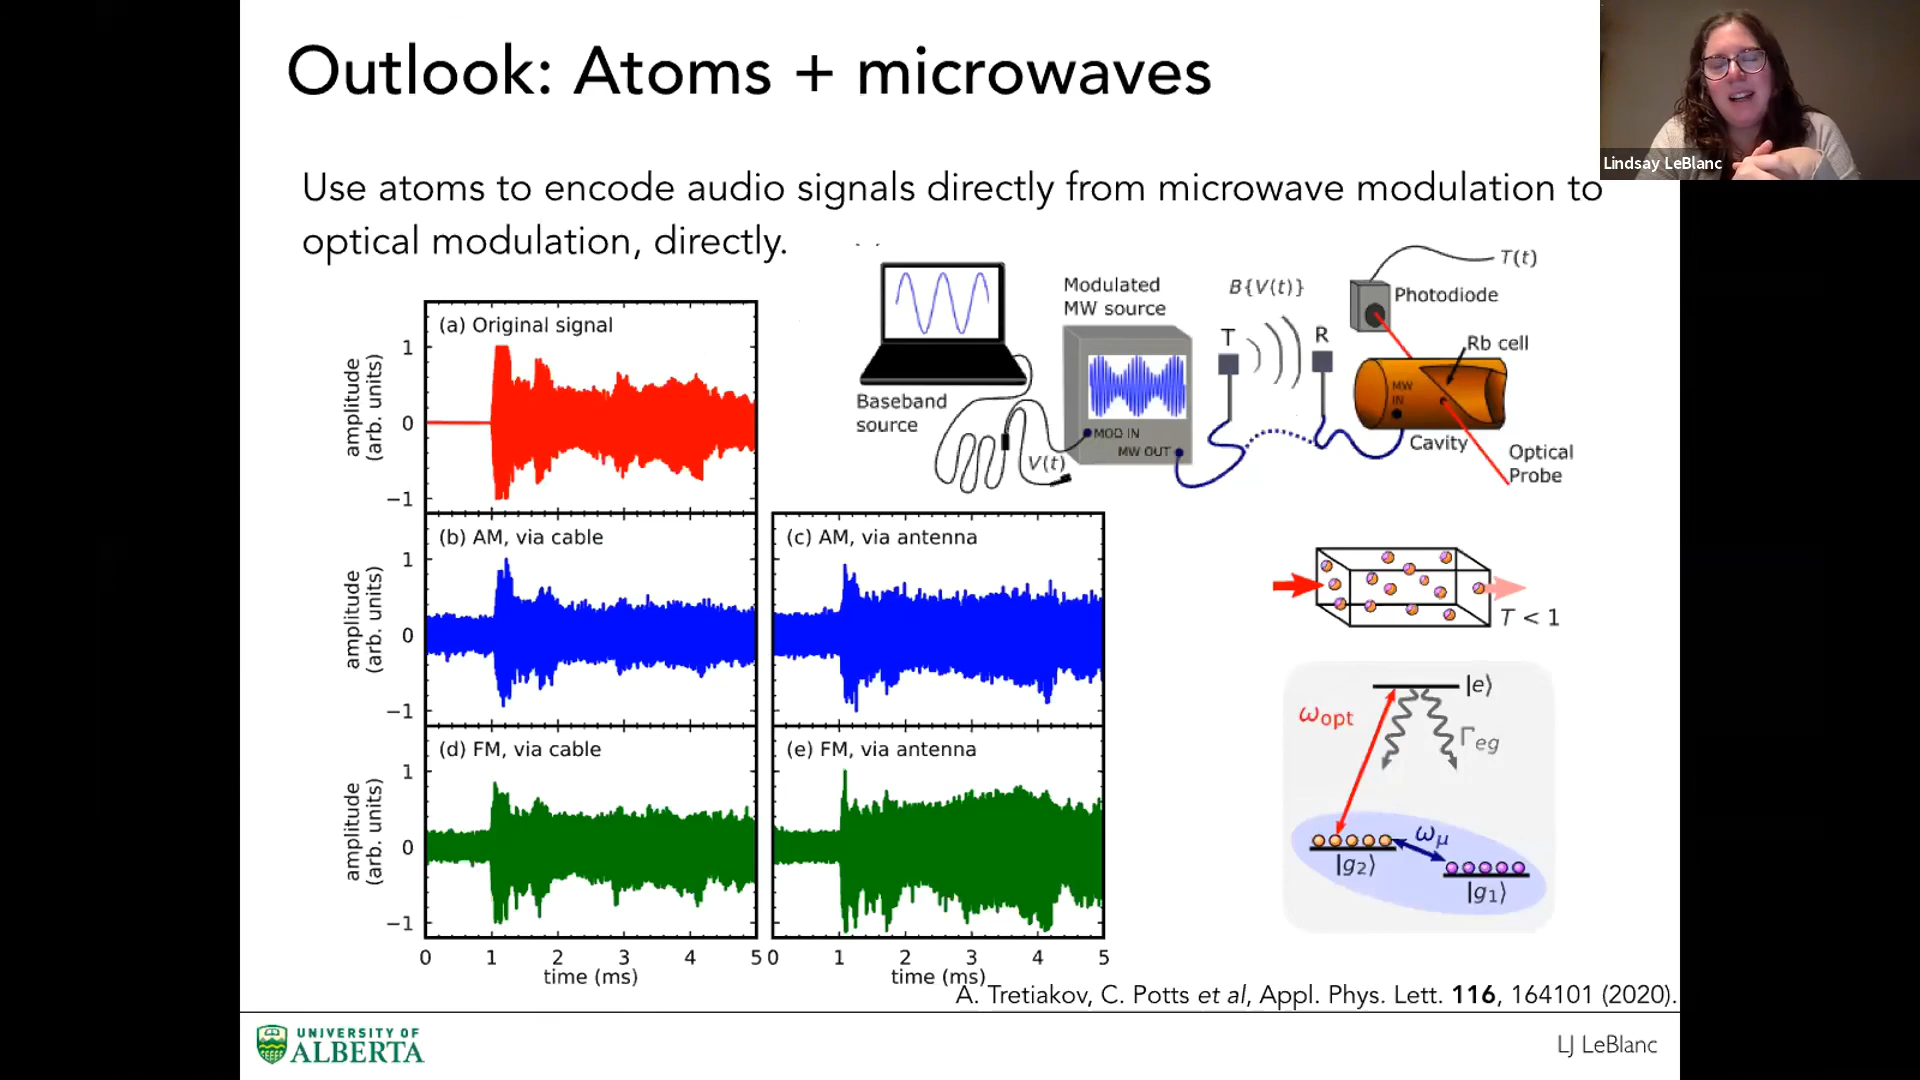 Outlook: Atoms + microwaves
Lindsay LeBlanc
Use atoms to encode audio signals directly from microwave modulation to
optical modulation, directly.
Baseband
source
V(t)
Modulated
MW source
MOD IN
MW OUT
B{V(t)}
T
R
T(t)
Photodiode
Rb cell
MW
IN
Cavity
Optical
Probe
(a) Original signal
amplitude
(arb. units)
1
0
−1
(b) AM, via cable
amplitude
(arb. units)
1
0
−1
(c) AM, via antenna
(d) FM, via cable
amplitude
(arb. units)
1
0
−1
(e) FM, via antenna
0 1 2 3 4 5
time (ms)
0 1 2 3 4 5
time (ms)
T < 1
|e⟩
ωopt
Γeg
ωμ
|g2⟩
|g1⟩
A. Tretiakov, C. Potts et al, Appl. Phys. Lett. 116, 164101 (2020).
UNIVERSITY OF
ALBERTA
LJ LeBlanc